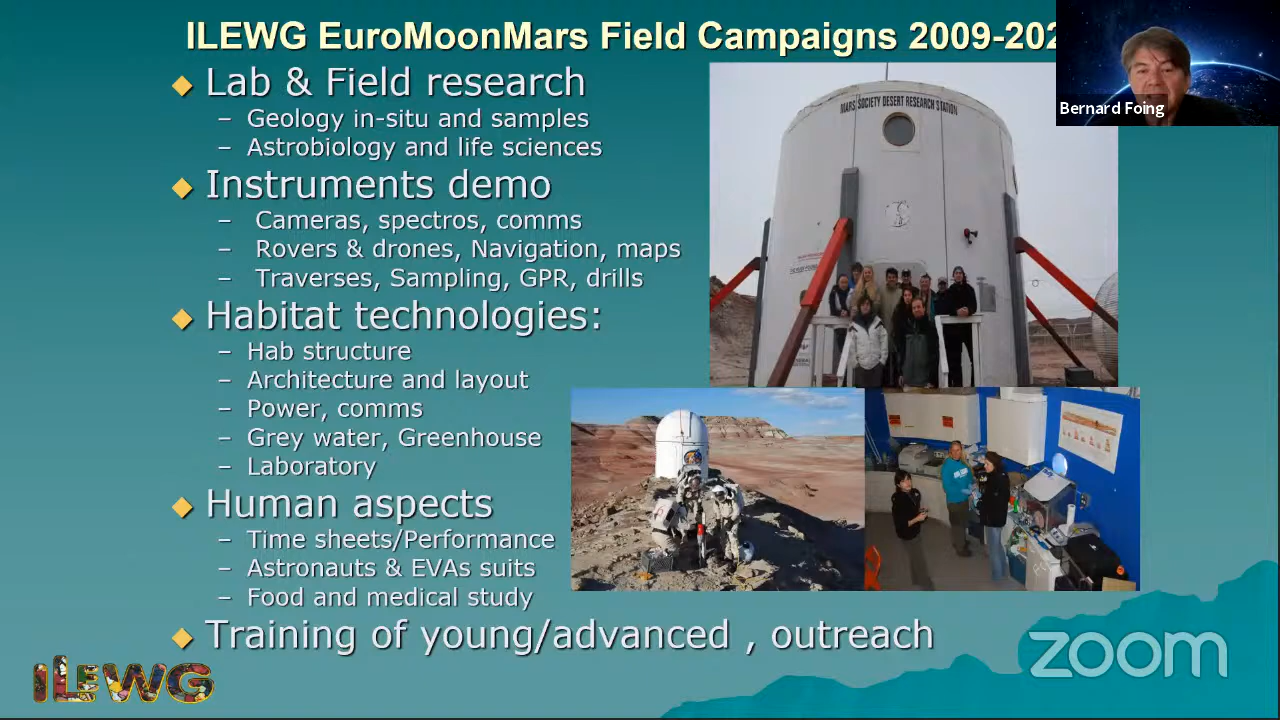 ILEWG EuroMoonMars Field Campaigns 2009-202
Bernard Foing
Lab & Field research
– Geology in-situ and samples
– Astrobiology and life sciences
Instruments demo
– Cameras, spectros, comms
– Rovers & drones, Navigation, maps
– Traverses, Sampling, GPR, drills
Habitat technologies:
– Hab structure
– Architecture and layout
– Power, comms
– Grey water, Greenhouse
– Laboratory
Human aspects
– Time sheets/Performance
– Astronauts & EVAs suits
– Food and medical study
Training of young/advanced , outreach
MARS SOCIETY DESERT RESEARCH STATION
ILEWG
zoom